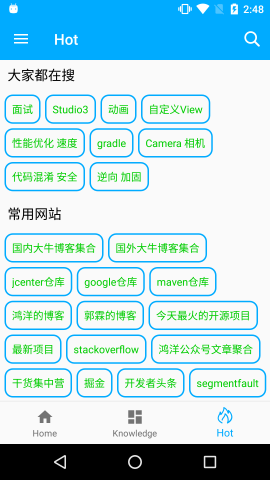 2:48
Hot
大家都在搜
面试 Studio3 动画 自定义View
性能优化 速度 gradle Camera 相机
代码混淆 安全 逆向 加固
常用网站
国内大牛博客集合 国外大牛博客集合
jcenter仓库 google仓库 maven仓库
鸿洋的博客 郭霖的博客 今天最火的开源项目
最新项目 stackoverflow 鸿洋公众号文章聚合
干货集中营 掘金 开发者头条 segmentfault
Home Knowledge Hot